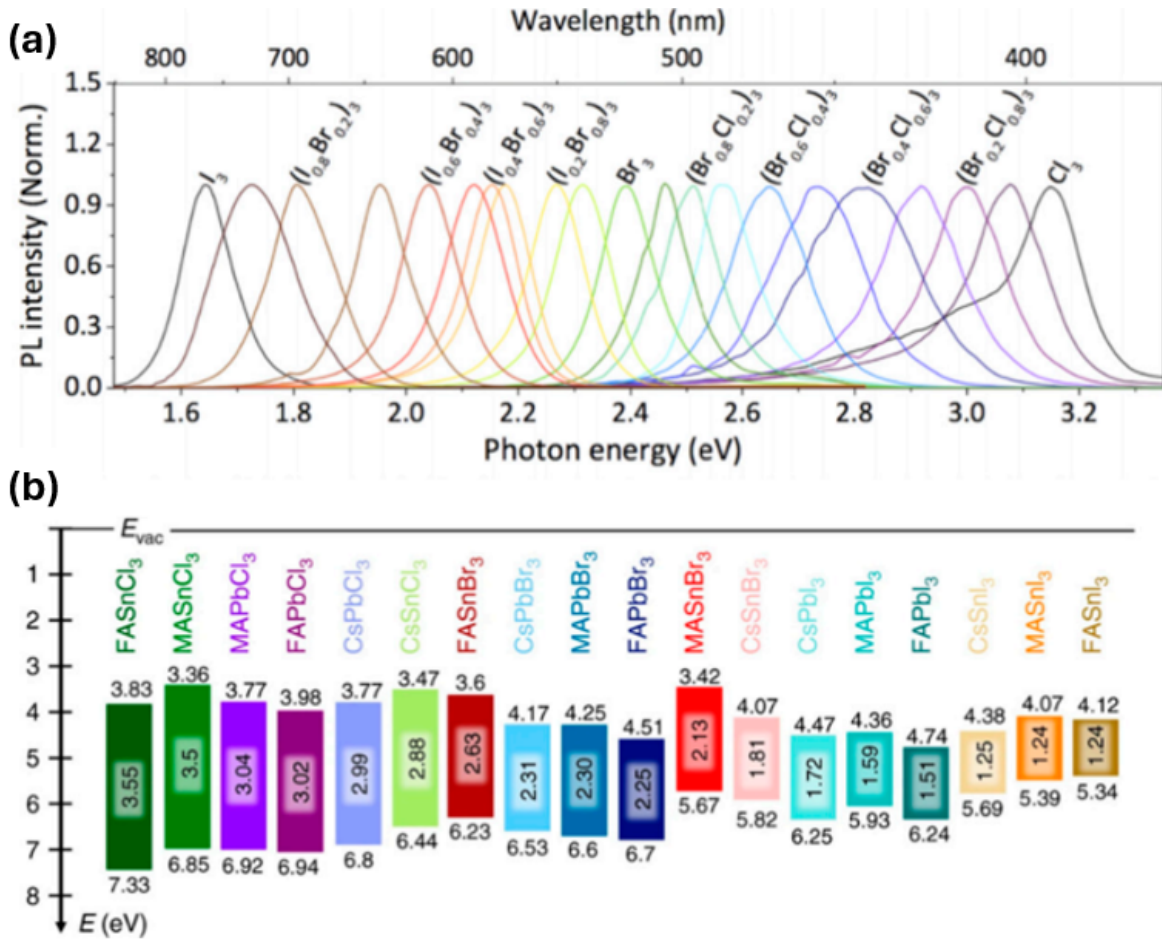 (a)
Wavelength (nm)
800 700 600 500 400
PL intensity (Norm.)
1.5
1.2
0.9
0.6
0.3
0.0
I₃
(I₀.₈Br₀.₂)₃
(I₀.₆Br₀.₄)₃
(I₀.₄Br₀.₆)₃
(I₀.₂Br₀.₈)₃
Br₃
(Br₀.₈Cl₀.₂)₃
(Br₀.₆Cl₀.₄)₃
(Br₀.₄Cl₀.₆)₃
(Br₀.₂Cl₀.₈)₃
Cl₃
1.6 1.8 2.0 2.2 2.4 2.6 2.8 3.0 3.2
Photon energy (eV)
(b)
Evac
1
2
3
4
5
6
7
8
E (eV)
FASnCl₃
MASnCl₃
MAPbCl₃
FAPbCl₃
CsPbCl₃
CsSnCl₃
FASnBr₃
CsPbBr₃
MAPbBr₃
FAPbBr₃
MASnBr₃
CsSnBr₃
CsPbI₃
MAPbI₃
FAPbI₃
CsSnI₃
MASnI₃
FASnI₃
3.83 3.36 3.77 3.98 3.77 3.47 3.6 4.17 4.25 4.51 3.42 4.07 4.47 4.36 4.74 4.38 4.07 4.12
3.55 3.5 3.04 3.02 2.99 2.88 2.63 2.31 2.30 2.25 2.13 1.81 1.72 1.59 1.51 1.25 1.24 1.24
7.33 6.85 6.92 6.94 6.8 6.44 6.23 6.53 6.6 6.7 5.67 5.82 6.25 5.93 6.24 5.69 5.39 5.34